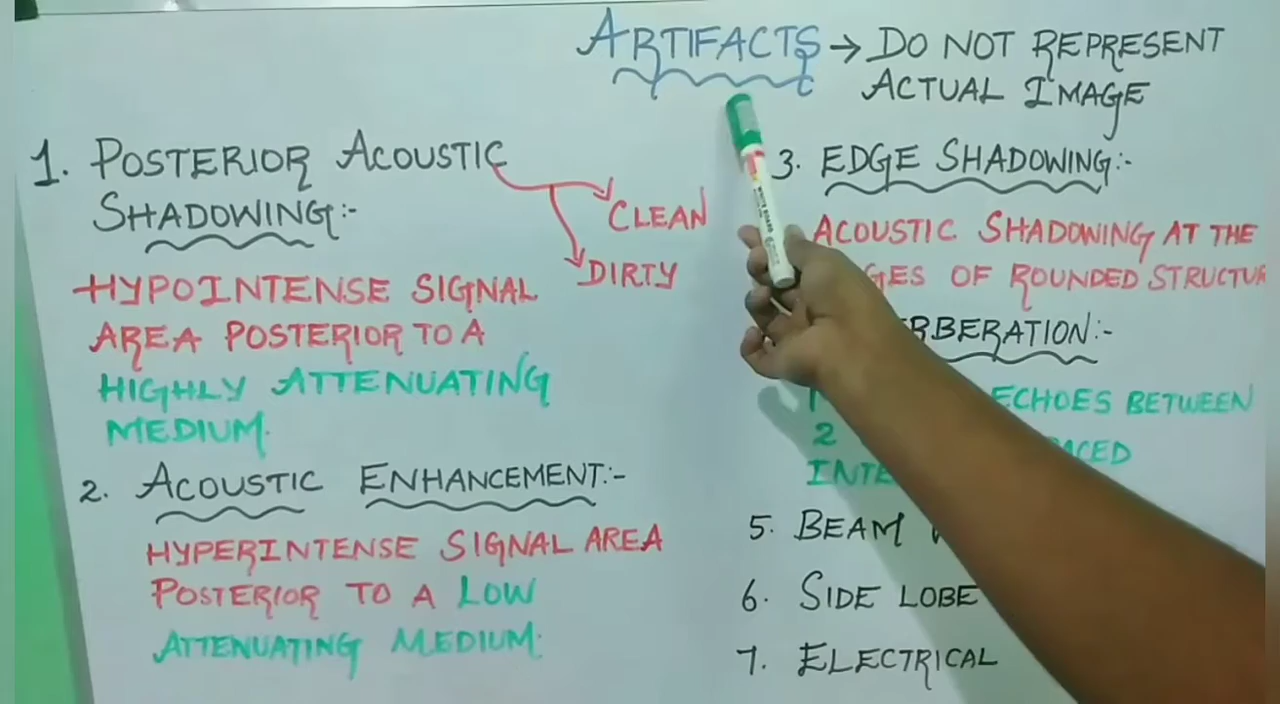 ARTIFACTS → DO NOT REPRESENT
ACTUAL IMAGE
1. POSTERIOR ACOUSTIC
SHADOWING:-
CLEAN
DIRTY
HYPOINTENSE SIGNAL
AREA POSTERIOR TO A
HIGHLY ATTENUATING
MEDIUM.
2. ACOUSTIC ENHANCEMENT:-
HYPERINTENSE SIGNAL AREA
POSTERIOR TO A LOW
ATTENUATING MEDIUM.
3. EDGE SHADOWING:-
ACOUSTIC SHADOWING AT THE
OF ROUNDED
:-
ECHOES BETWEEN
2
5. BEAM
6. SIDE LOBE
7. ELECTRICAL